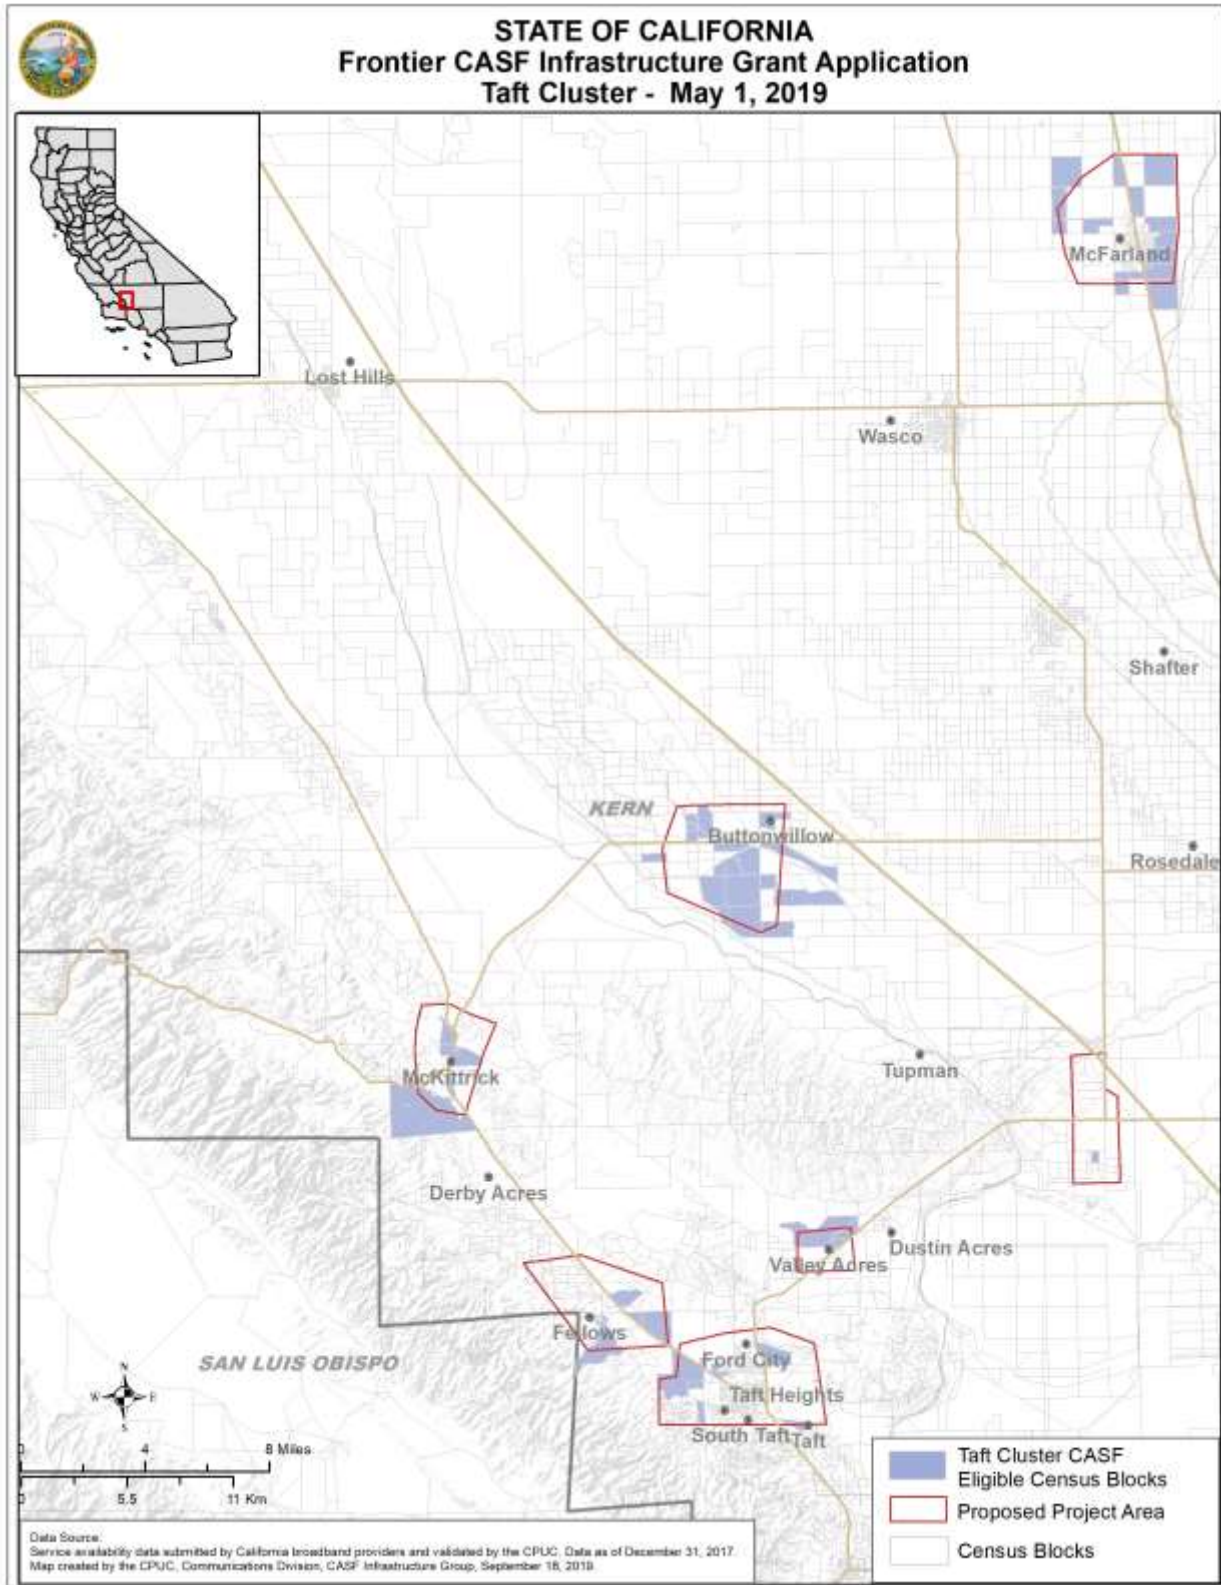 STATE OF CALIFORNIA
Frontier CASF Infrastructure Grant Application
Taft Cluster - May 1, 2019
McFarland
Lost Hills
Wasco
Shafter
KERN
Buttonwillow
Rosedale
McKittrick
Tupman
Derby Acres
Dustin Acres
Valley Acres
Fellows
SAN LUIS OBISPO
Ford City
Taft Heights
South Taft
Taft
N
W E
S
0 4 8 Miles
0 5.5 11 Km
Taft Cluster CASF
Eligible Census Blocks
Proposed Project Area
Census Blocks
Data Source:
Service availability data submitted by California broadband providers and validated by the CPUC. Data as of December 31, 2017.
Map created by the CPUC, Communications Division, CASF Infrastructure Group, September 18, 2019.